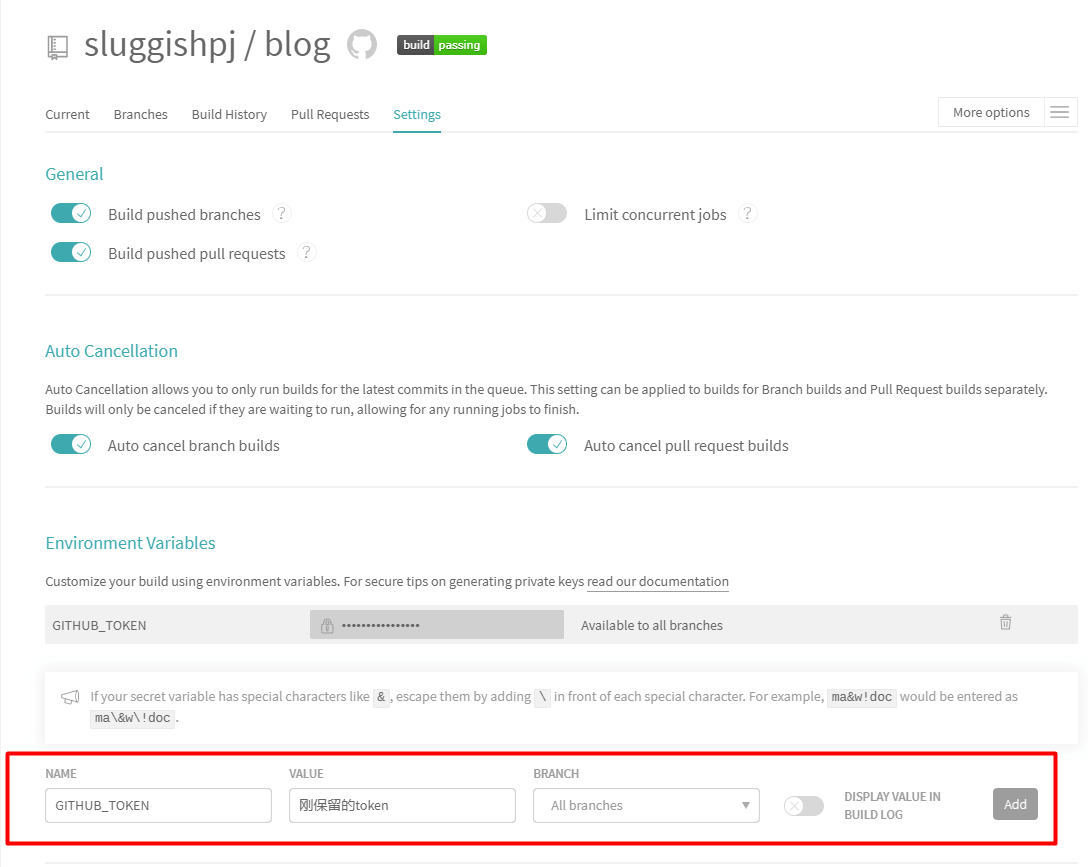 sluggishpj / blog build passing
Current Branches Build History Pull Requests Settings More options
General
Build pushed branches ? Limit concurrent jobs ?
Build pushed pull requests ?
Auto Cancellation
Auto Cancellation allows you to only run builds for the latest commits in the queue. This setting can be applied to builds for Branch builds and Pull Request builds separately.
Builds will only be canceled if they are waiting to run, allowing for any running jobs to finish.
Auto cancel branch builds Auto cancel pull request builds
Environment Variables
Customize your build using environment variables. For secure tips on generating private keys read our documentation
GITHUB_TOKEN •••••••••••••••• Available to all branches
If your secret variable has special characters like &, escape them by adding \ in front of each special character. For example, ma&w!doc would be entered as
ma\&w\!doc.
NAME VALUE BRANCH
GITHUB_TOKEN 刚保留的token All branches DISPLAY VALUE IN
BUILD LOG Add